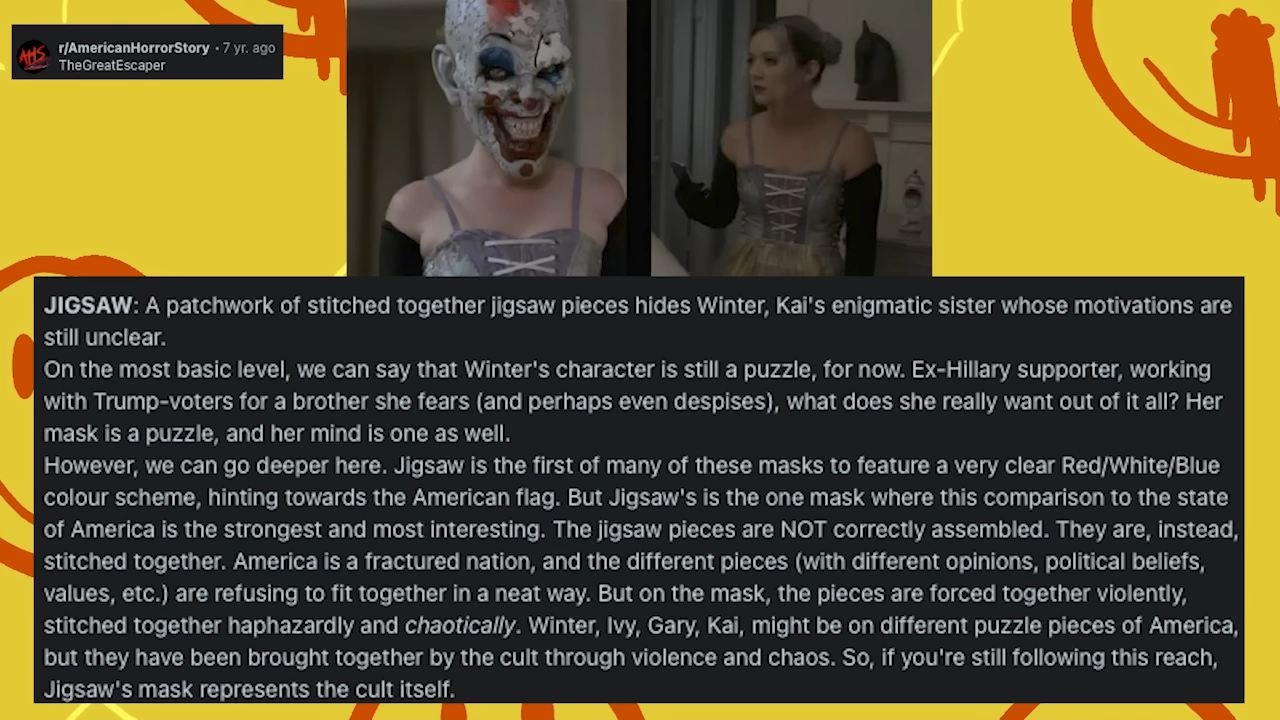 r/AmericanHorrorStory • 7 yr. ago
AHS
TheGreatEscaper
JIGSAW: A patchwork of stitched together jigsaw pieces hides Winter, Kai's enigmatic sister whose motivations are
still unclear.
On the most basic level, we can say that Winter's character is still a puzzle, for now. Ex-Hillary supporter, working
with Trump-voters for a brother she fears (and perhaps even despises), what does she really want out of it all? Her
mask is a puzzle, and her mind is one as well.
However, we can go deeper here. Jigsaw is the first of many of these masks to feature a very clear Red/White/Blue
colour scheme, hinting towards the American flag. But Jigsaw's is the one mask where this comparison to the state
of America is the strongest and most interesting. The jigsaw pieces are NOT correctly assembled. They are, instead,
stitched together. America is a fractured nation, and the different pieces (with different opinions, political beliefs,
values, etc.) are refusing to fit together in a neat way. But on the mask, the pieces are forced together violently,
stitched together haphazardly and chaotically. Winter, Ivy, Gary, Kai, might be on different puzzle pieces of America,
but they have been brought together by the cult through violence and chaos. So, if you're still following this reach,
Jigsaw's mask represents the cult itself.